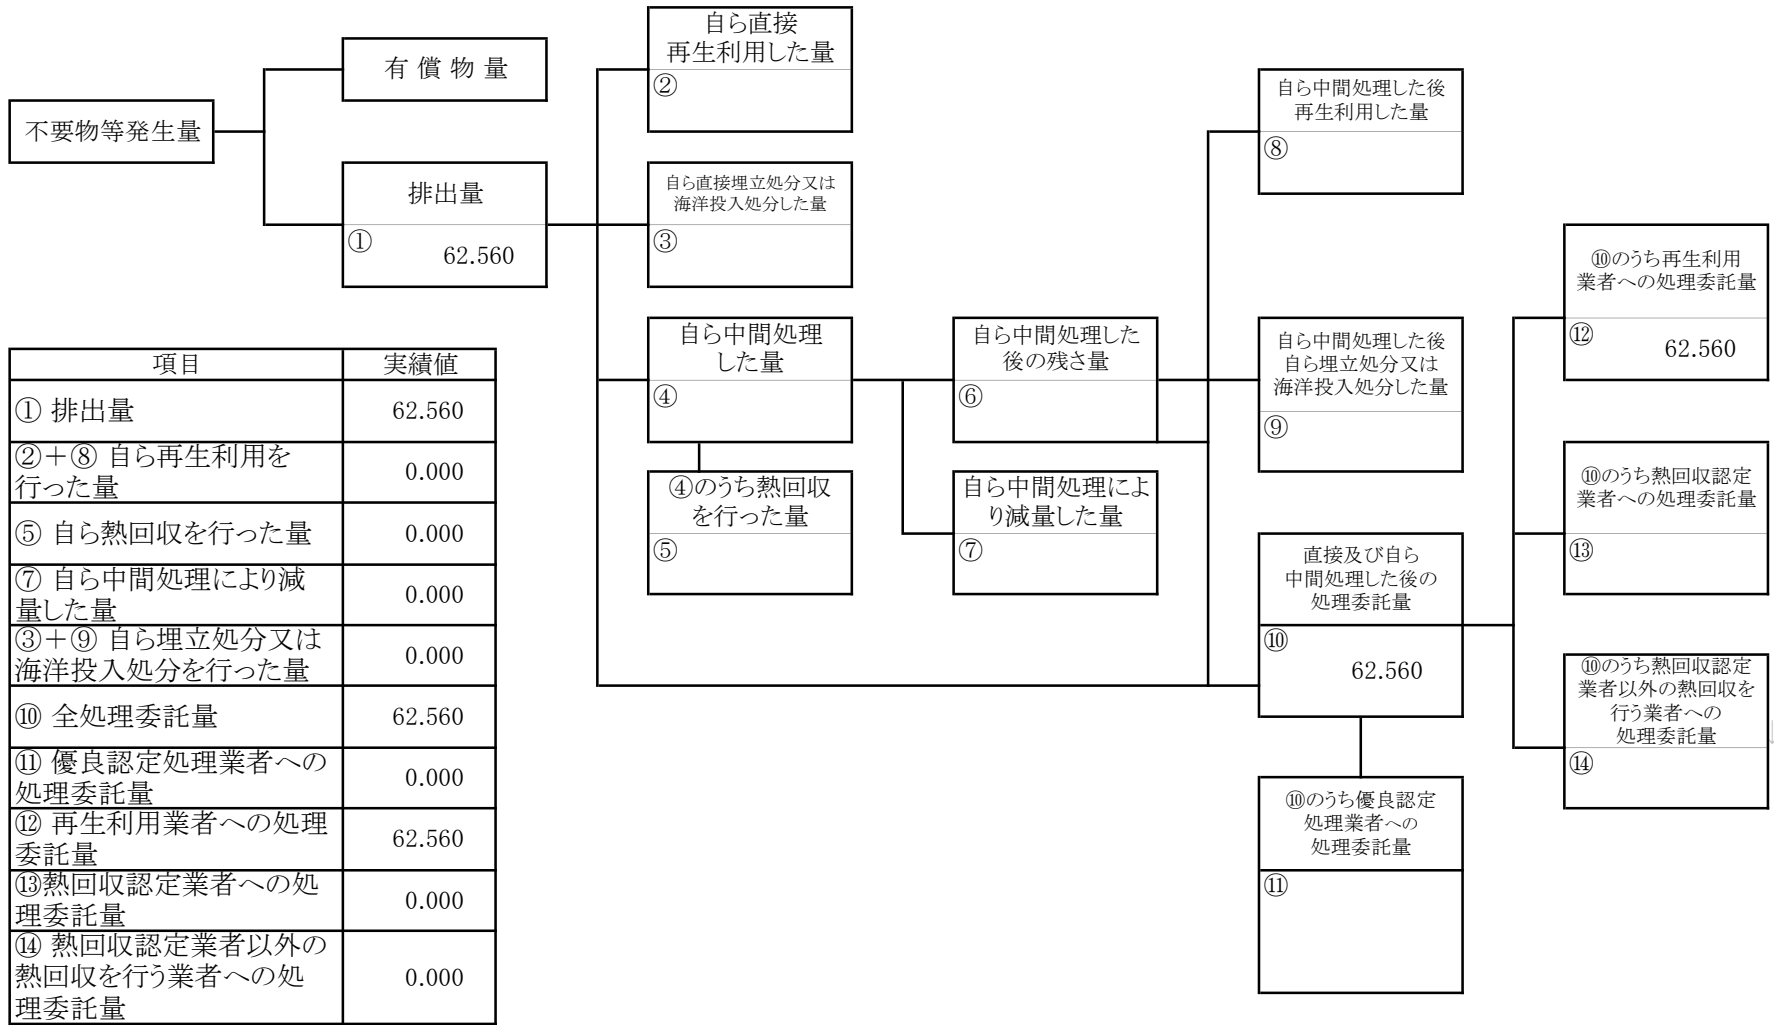 不要物等発生量
有 償 物 量
排出量
①
62.560
自ら直接
再生利用した量
②
自ら直接埋立処分又は
海洋投入処分した量
③
自ら中間処理
した量
④
④のうち熱回収
を行った量
⑤
自ら中間処理した
後の残さ量
⑥
自ら中間処理によ
り減量した量
⑦
自ら中間処理した後
再生利用した量
⑧
自ら中間処理した後
自ら埋立処分又は
海洋投入処分した量
⑨
直接及び自ら
中間処理した後の
処理委託量
⑩
62.560
⑩のうち優良認定
処理業者への
処理委託量
⑪
⑩のうち再生利用
業者への処理委託量
⑫
62.560
⑩のうち熱回収認定
業者への処理委託量
⑬
⑩のうち熱回収認定
業者以外の熱回収を
行う業者への
処理委託量
⑭
項目 実績値
① 排出量 62.560
②＋⑧ 自ら再生利用を
行った量 0.000
⑤ 自ら熱回収を行った量 0.000
⑦ 自ら中間処理により減
量した量 0.000
③＋⑨ 自ら埋立処分又は
海洋投入処分を行った量 0.000
⑩ 全処理委託量 62.560
⑪ 優良認定処理業者への
処理委託量 0.000
⑫ 再生利用業者への処理
委託量 62.560
⑬熱回収認定業者への処
理委託量 0.000
⑭ 熱回収認定業者以外の
熱回収を行う業者への処
理委託量 0.000